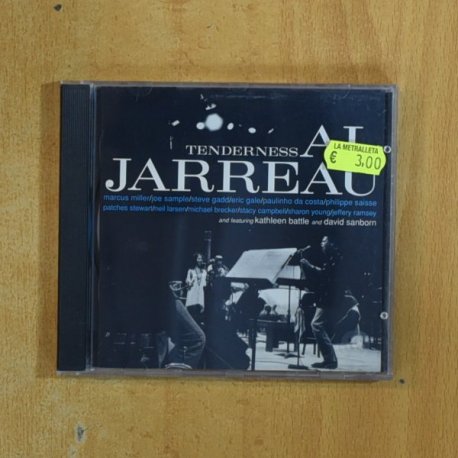 TENDERNESS AL
JARREAU
LA METRALLETA
€ 3,00
marcus miller/joe sample/steve gadd/eric gale/paulinho da costa/philippe saisse
patches stewart/neil larsen/michael brecker/stacy campbell/sharon young/jeffery ramsey
and featuring kathleen battle and david sanborn